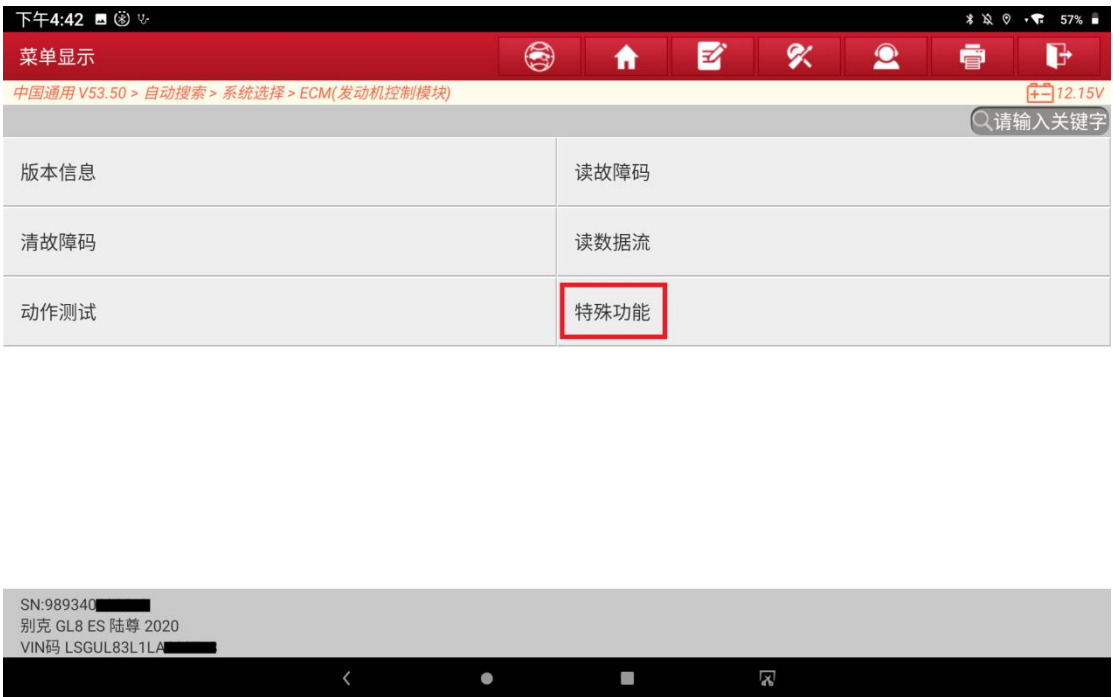 下午4:42 57%
菜单显示
中国通用 V53.50 > 自动搜索 > 系统选择 > ECM(发动机控制模块) 12.15V
请输入关键字
版本信息 读故障码
清故障码 读数据流
动作测试 特殊功能
SN:989340
别克 GL8 ES 陆尊 2020
VIN码 LSGUL83L1LA